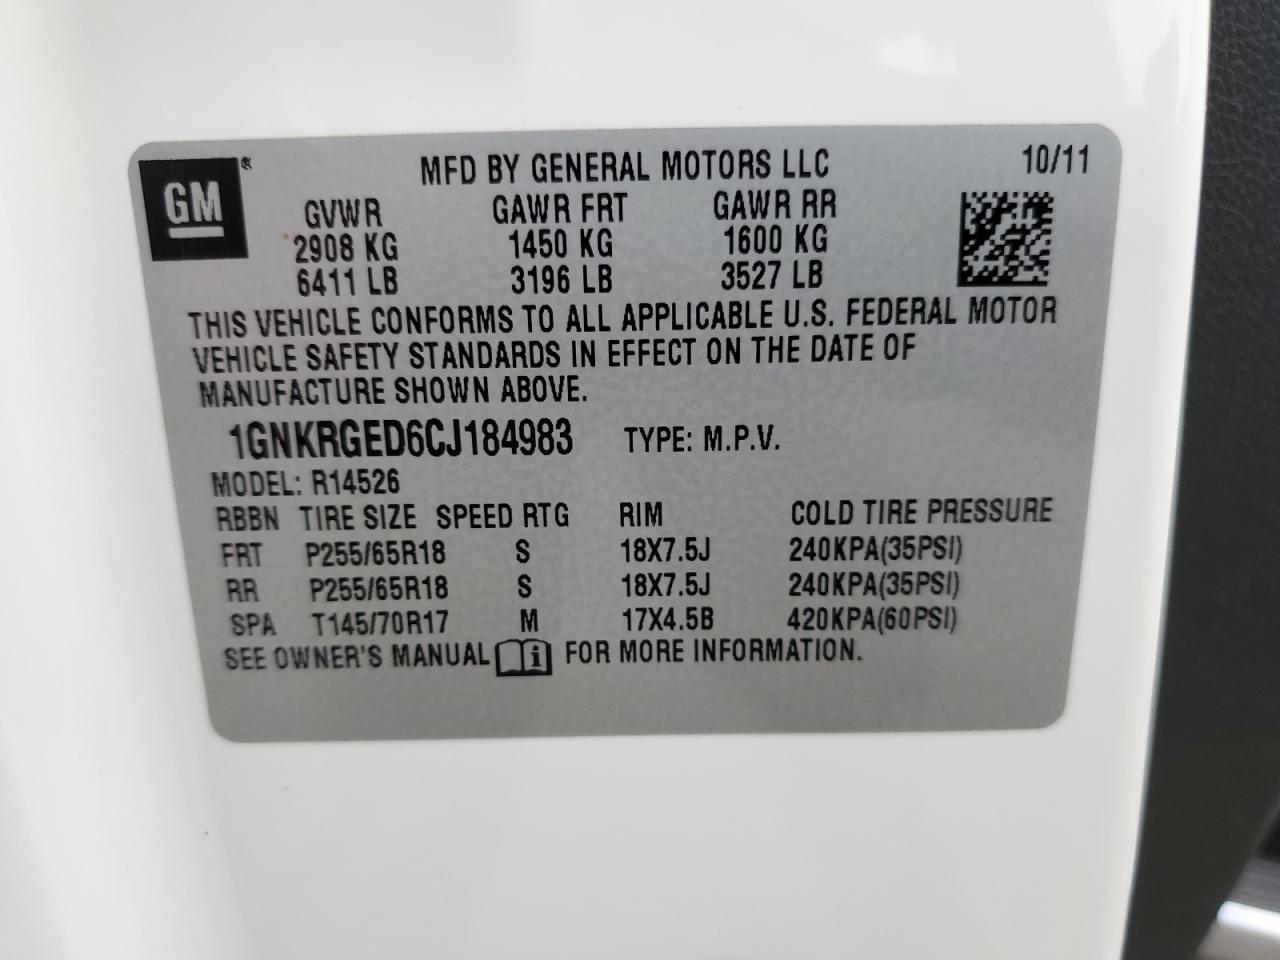 GM®
MFD BY GENERAL MOTORS LLC 10/11
GVWR GAWR FRT GAWR RR
2908 KG 1450 KG 1600 KG
6411 LB 3196 LB 3527 LB
THIS VEHICLE CONFORMS TO ALL APPLICABLE U.S. FEDERAL MOTOR
VEHICLE SAFETY STANDARDS IN EFFECT ON THE DATE OF
MANUFACTURE SHOWN ABOVE.
1GNKRGED6CJ184983 TYPE: M.P.V.
MODEL: R14526
RBBN TIRE SIZE SPEED RTG RIM COLD TIRE PRESSURE
FRT P255/65R18 S 18X7.5J 240KPA(35PSI)
RR P255/65R18 S 18X7.5J 240KPA(35PSI)
SPA T145/70R17 M 17X4.5B 420KPA(60PSI)
SEE OWNER'S MANUAL i FOR MORE INFORMATION.